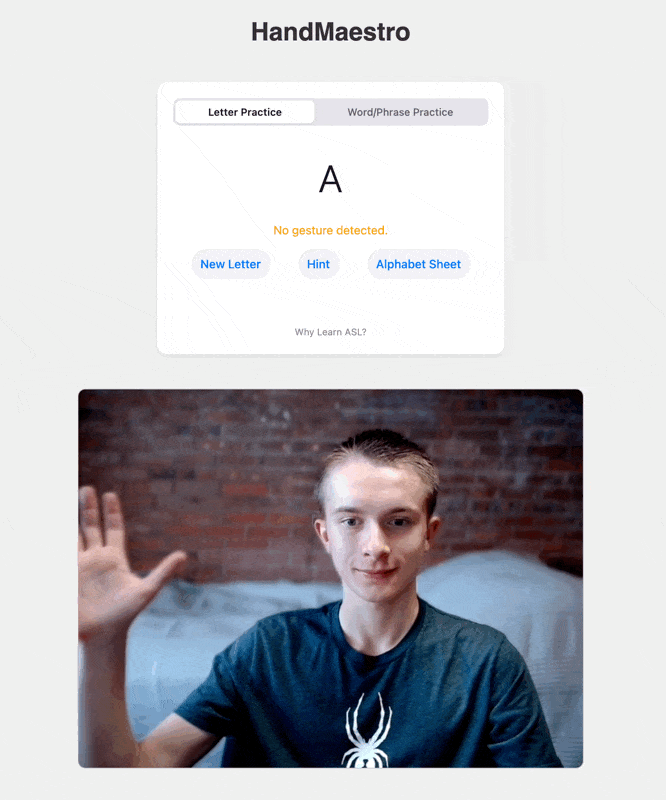 HandMaestro
Letter Practice Word/Phrase Practice
A
No gesture detected.
New Letter Hint Alphabet Sheet
Why Learn ASL?